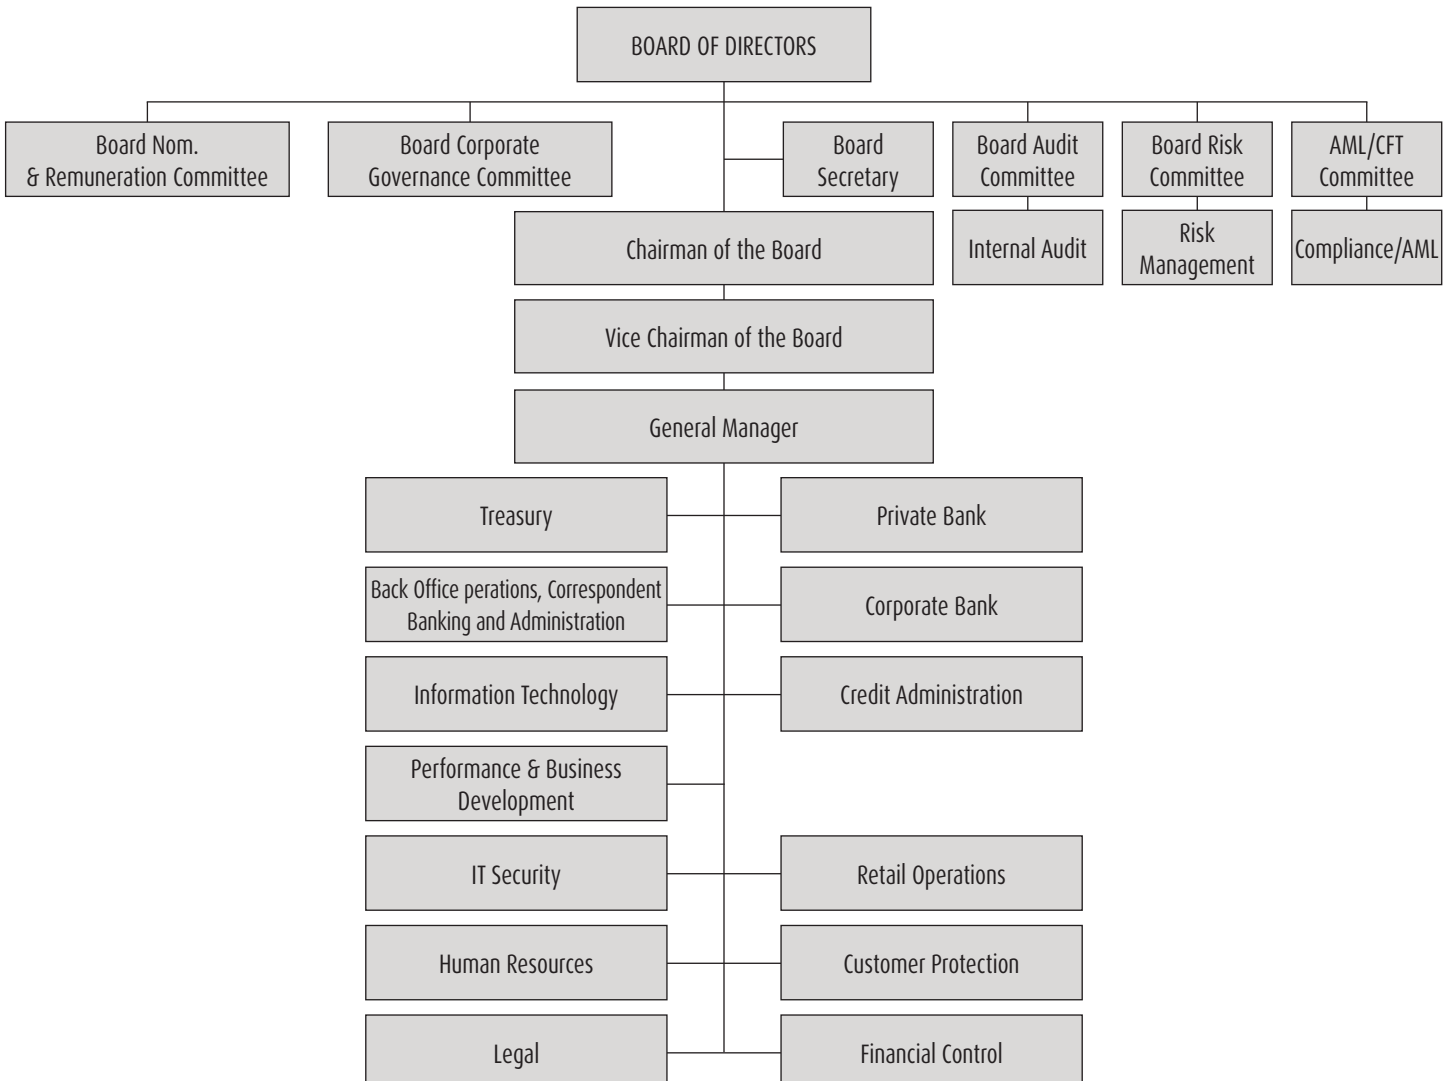 BOARD OF DIRECTORS
Board Nom.
& Remuneration Committee
Board Corporate
Governance Committee
Board
Secretary
Board Audit
Committee
Board Risk
Committee
AML/CFT
Committee
Chairman of the Board
Internal Audit
Risk
Management
Compliance/AML
Vice Chairman of the Board
General Manager
Treasury
Private Bank
Back Office perations, Correspondent
Banking and Administration
Corporate Bank
Information Technology
Credit Administration
Performance & Business
Development
IT Security
Retail Operations
Human Resources
Customer Protection
Legal
Financial Control